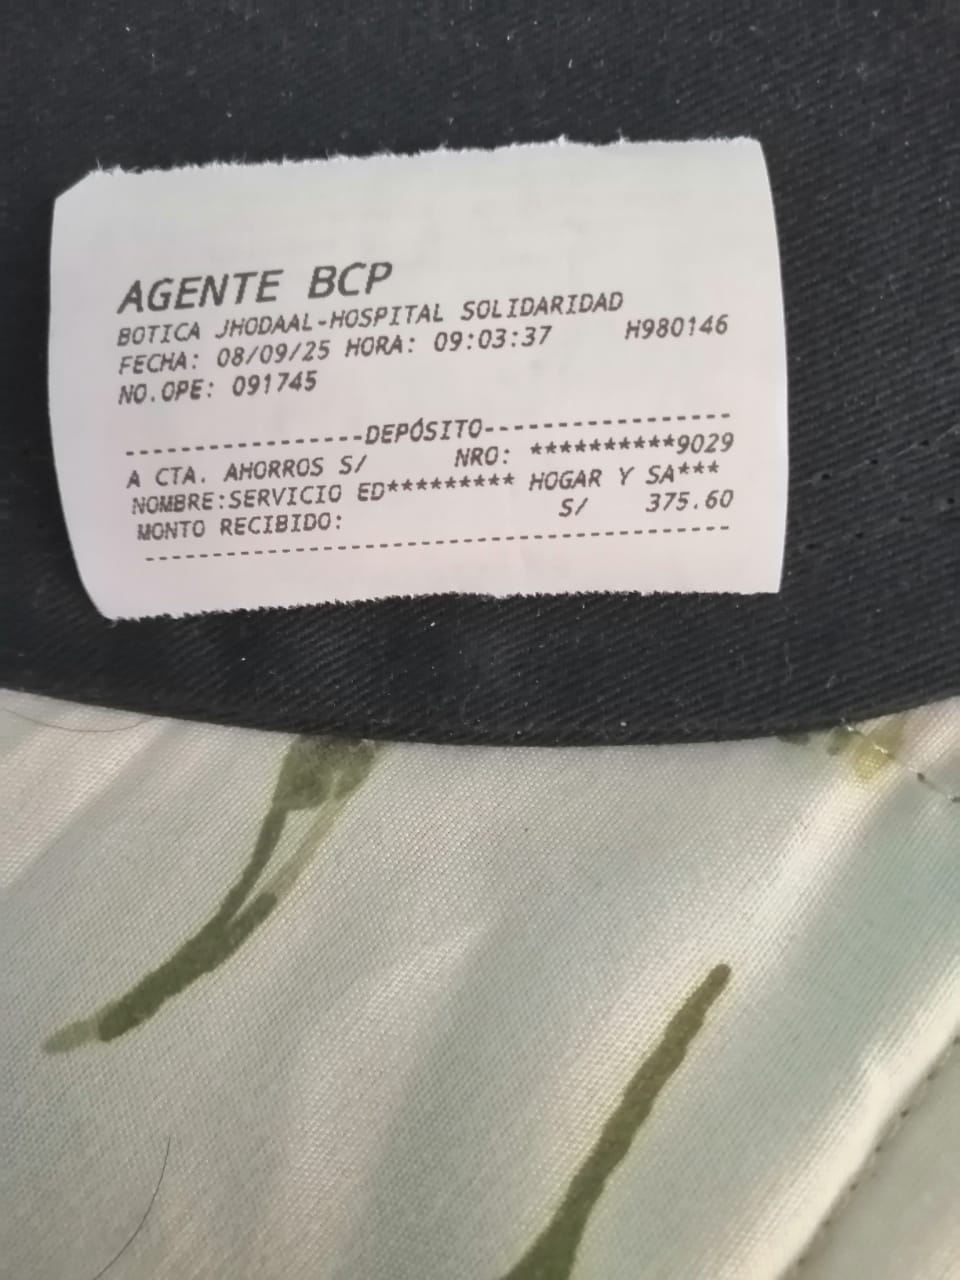 AGENTE BCP
BOTICA JHODAAL-HOSPITAL SOLIDARIDAD
FECHA: 08/09/25 HORA: 09:03:37 H980146
NO.OPE: 091745
----------------DEPÓSITO-----------------
A CTA. AHORROS S/ NRO: **********9029
NOMBRE:SERVICIO ED********* HOGAR Y SA***
MONTO RECIBIDO: S/ 375.60
-----------------------------------------